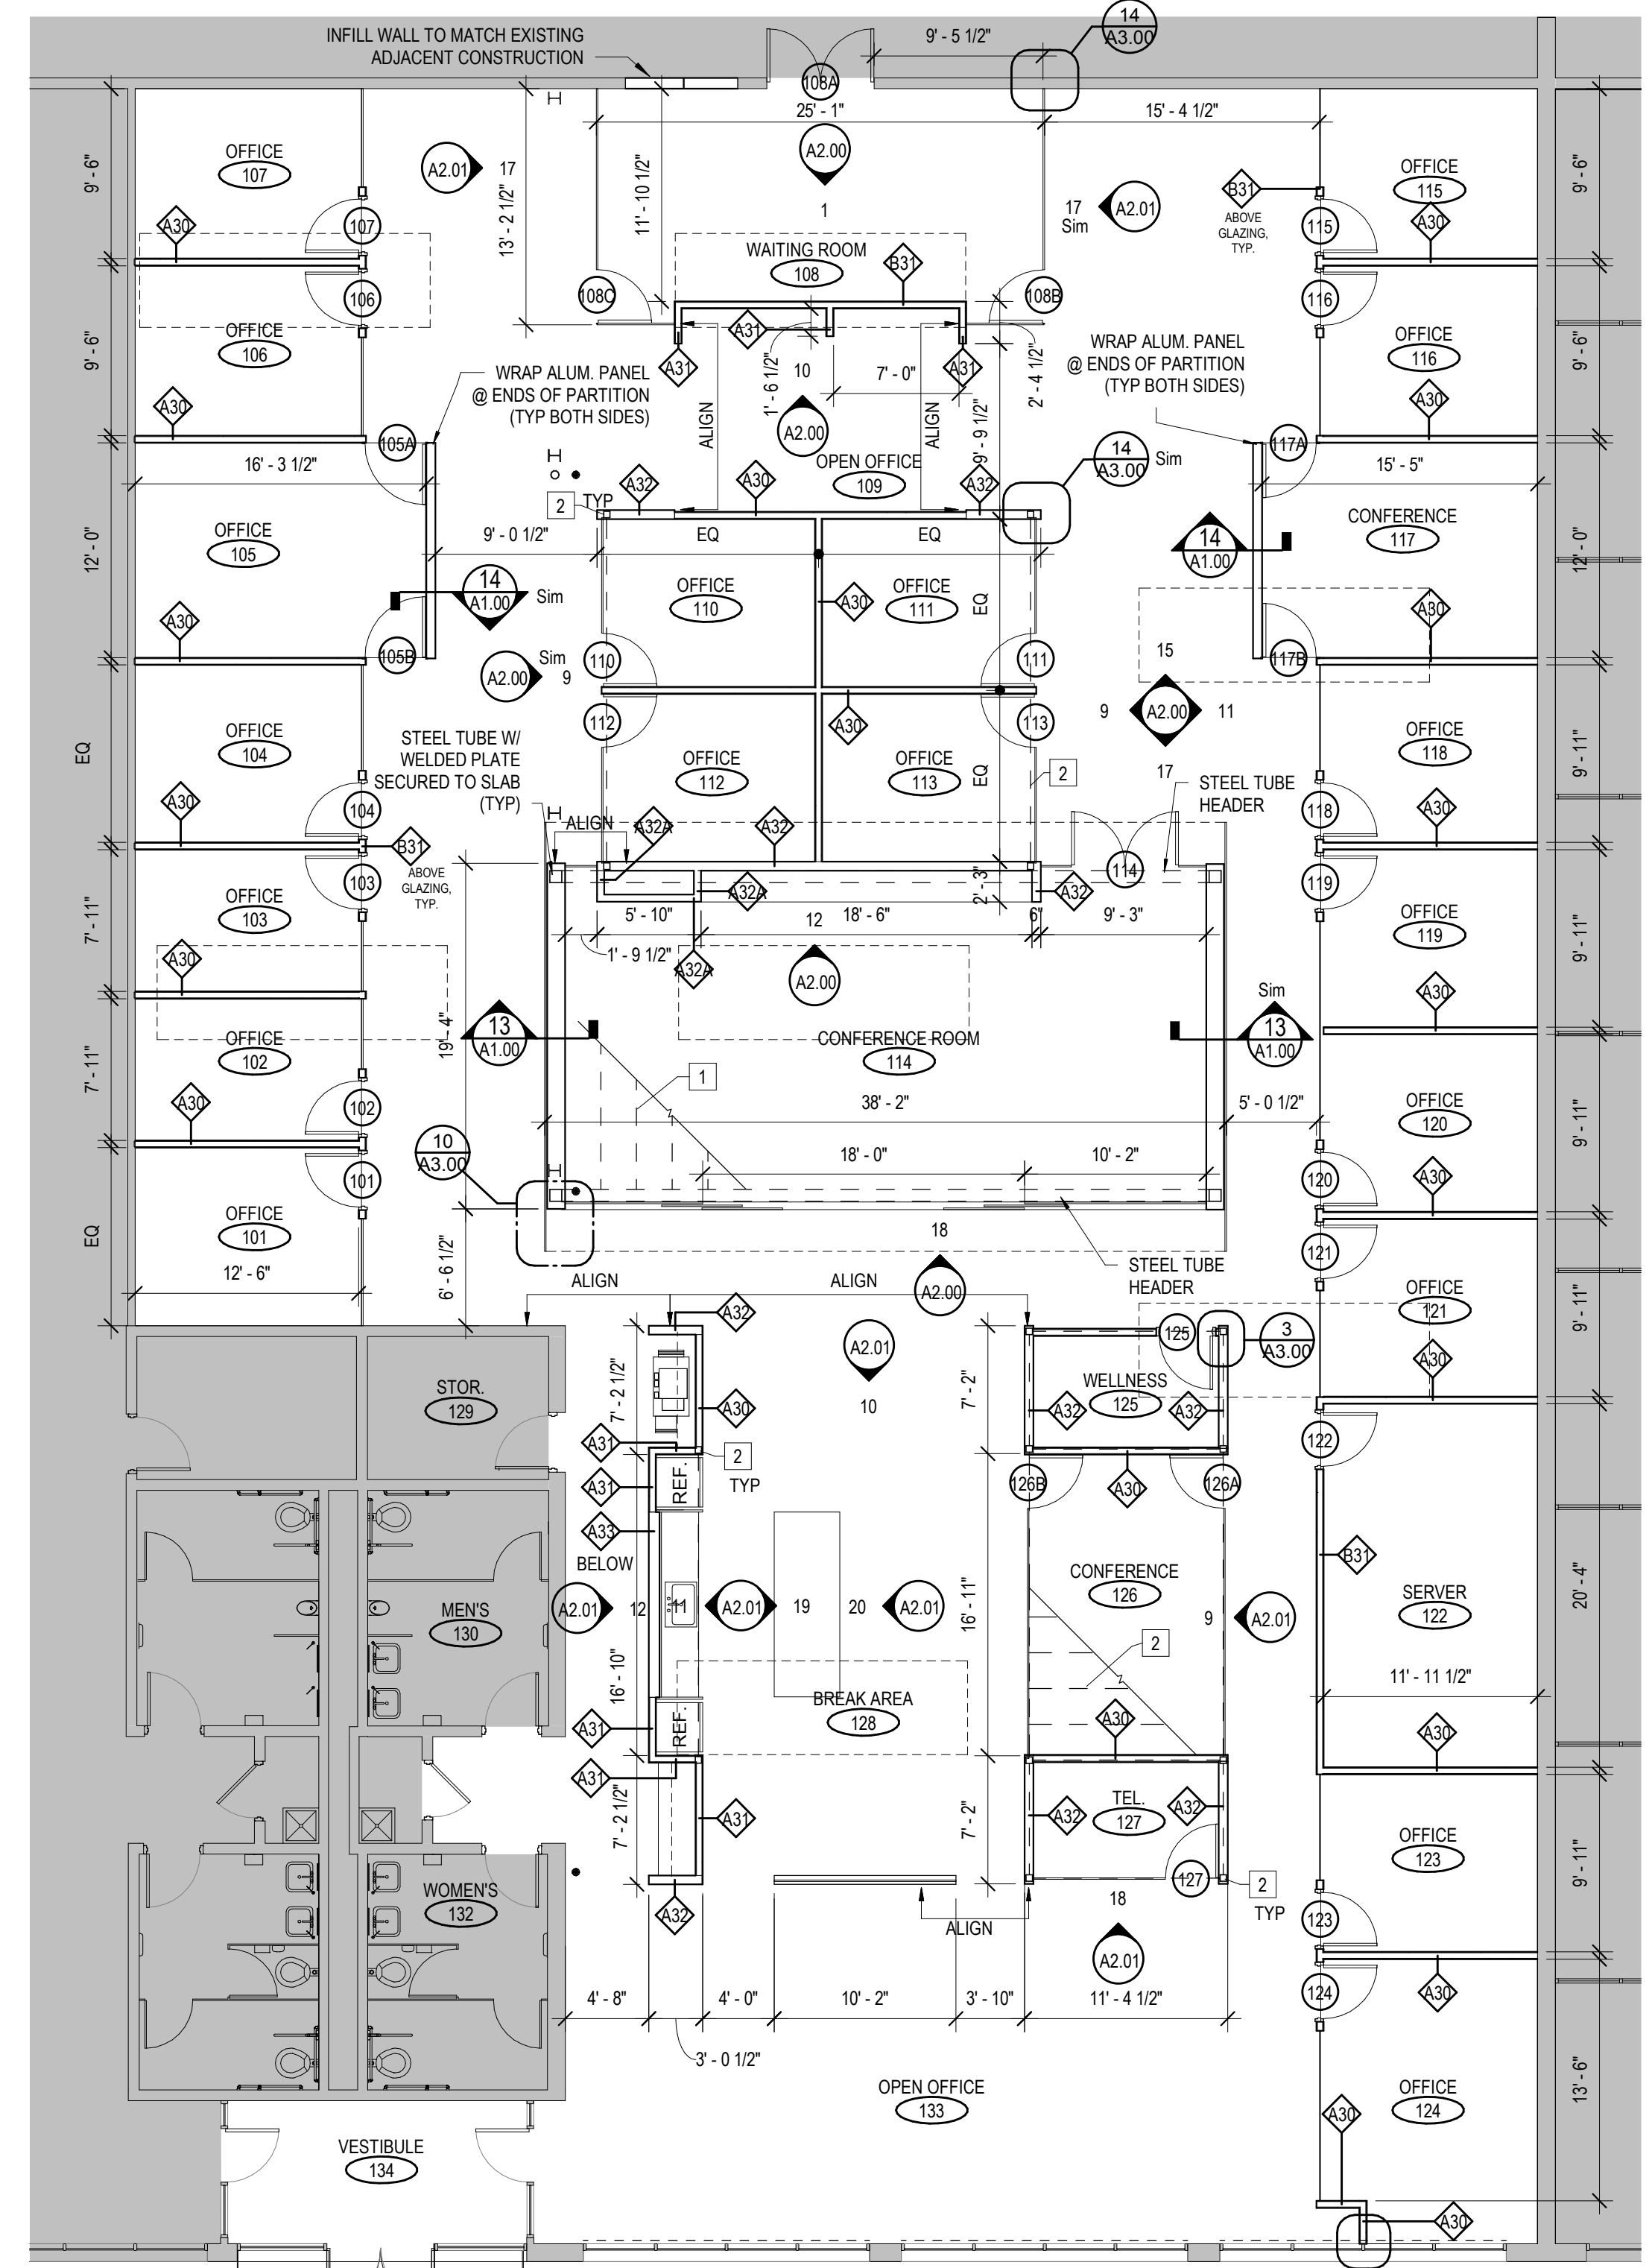 INFILL WALL TO MATCH EXISTING
ADJACENT CONSTRUCTION
9' - 5 1/2"
14
A3.00
108A
25' - 1"
15' - 4 1/2"
9' - 6"
OFFICE
107
A2.01
17
13' - 2 1/2"
11' - 10 1/2"
A2.00
1
17
Sim
A2.01
B31
ABOVE
GLAZING,
TYP.
OFFICE
115
A30
115
9' - 6"
A30
107
WAITING ROOM
108
B31
106
108C
108B
116
9' - 6"
OFFICE
106
A31
A31
1' - 6 1/2"
10
7' - 0"
A31
2' - 4 1/2"
WRAP ALUM. PANEL
@ ENDS OF PARTITION
(TYP BOTH SIDES)
OFFICE
116
9' - 6"
WRAP ALUM. PANEL
@ ENDS OF PARTITION
(TYP BOTH SIDES)
A30
ALIGN
A2.00
ALIGN
9' - 9 1/2"
A30
105A
16' - 3 1/2"
OPEN OFFICE
109
14
A3.00
Sim
117A
15' - 5"
2
TYP
A32
A30
A32
OFFICE
105
12' - 0"
9' - 0 1/2"
EQ
EQ
14
A1.00
CONFERENCE
117
12' - 0"
14
A1.00
Sim
OFFICE
110
A30
OFFICE
111
EQ
A30
A30
105B
Sim
A2.00
9
110
111
15
117B
112
A30
113
9
A2.00
11
EQ
OFFICE
104
STEEL TUBE W/
WELDED PLATE
SECURED TO SLAB
(TYP)
OFFICE
112
OFFICE
113
EQ
2
17
STEEL TUBE
HEADER
OFFICE
118
9' - 11"
A30
104
ALIGN
A32A
A32
118
A30
B31
ABOVE
GLAZING,
TYP.
103
114
119
7' - 11"
OFFICE
103
A32A
2' - 3"
A32
5' - 10"
12
18' - 6"
6"
9' - 3"
OFFICE
119
9' - 11"
A30
1' - 9 1/2"
A32A
A2.00
A30
7' - 11"
OFFICE
102
19' - 4"
13
A1.00
CONFERENCE ROOM
114
Sim
13
A1.00
1
A30
102
38' - 2"
5' - 0 1/2"
OFFICE
120
9' - 11"
10
A3.00
18' - 0"
10' - 2"
101
120
A30
EQ
OFFICE
101
12' - 6"
6' - 6 1/2"
18
121
STEEL TUBE
HEADER
ALIGN
ALIGN
A2.00
OFFICE
121
9' - 11"
A32
A2.01
125
3
A3.00
A30
STOR.
129
7' - 2 1/2"
A30
10
7' - 2"
WELLNESS
125
A32
A32
A31
2
TYP
122
A31
REF.
126B
A30
126A
A33
BELOW
B31
MEN'S
130
A2.01
12
11
A2.01
19
20
A2.01
16' - 11"
CONFERENCE
126
9
A2.01
SERVER
122
20' - 4"
2
16' - 10"
11' - 11 1/2"
BREAK AREA
128
A30
A31
REF.
A30
A31
7' - 2 1/2"
A31
7' - 2"
A32
TEL.
127
A32
OFFICE
123
9' - 11"
WOMEN'S
132
A32
ALIGN
18
127
2
TYP
123
A2.01
4' - 8"
4' - 0"
10' - 2"
3' - 10"
11' - 4 1/2"
124
A30
3' - 0 1/2"
OPEN OFFICE
133
OFFICE
124
13' - 6"
A30
VESTIBULE
134
A30